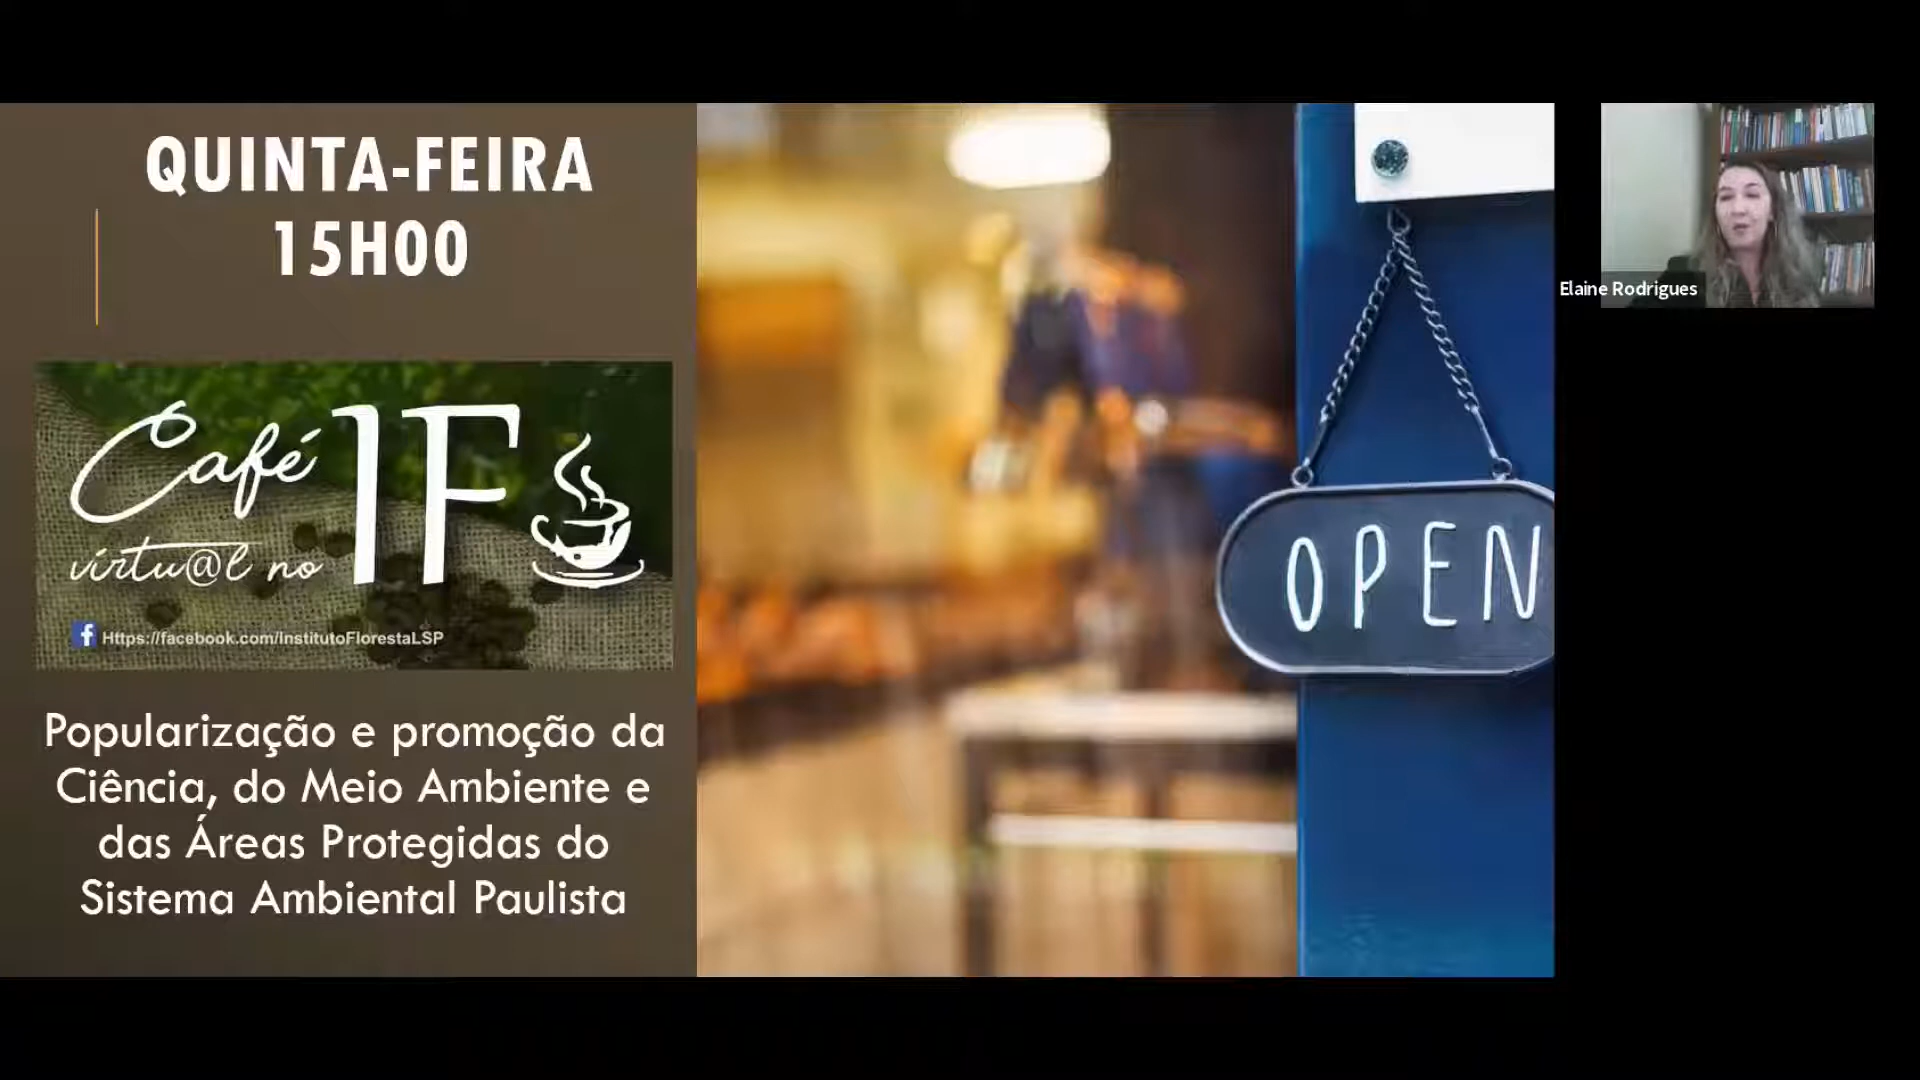 QUINTA-FEIRA
15H00
Café IF
virtu@l no
Https://facebook.com/InstitutoFlorestaLSP
Popularização e promoção da
Ciência, do Meio Ambiente e
das Áreas Protegidas do
Sistema Ambiental Paulista
OPEN
Elaine Rodrigues